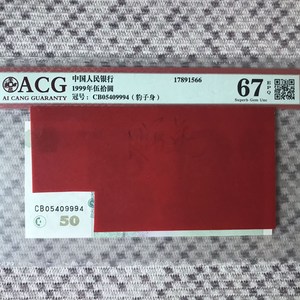 ACG
AI CANG GUARANTY
中国人民银行
1999年伍拾圆
冠号：CB05409994（豹子身）
17891566
67
EPQ
Superb Gem Unc
CB05409994
50